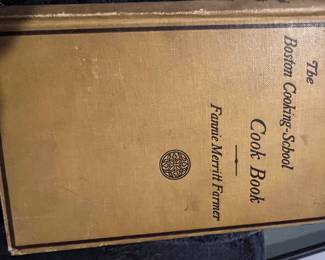 The
Boston Cooking-School
Cook Book
Fannie Merritt Farmer